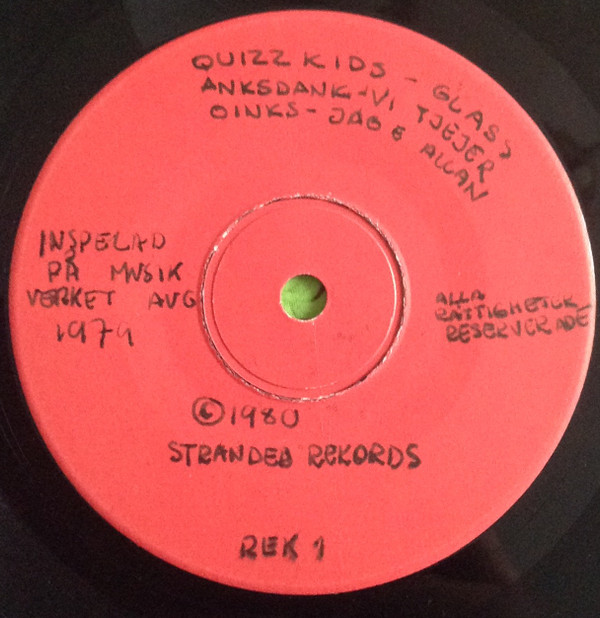 QUIZZ KIDS - GLASS
ANKSDANK - VI TJEJER
OINKS - JAG E ALLAN
INSPELAD
PÅ MUSIK
VERKET AUG
1979
ALLA
RÄTTIGHETER
RESERVERADE
©1980
STRANDED REKORDS
REK 1